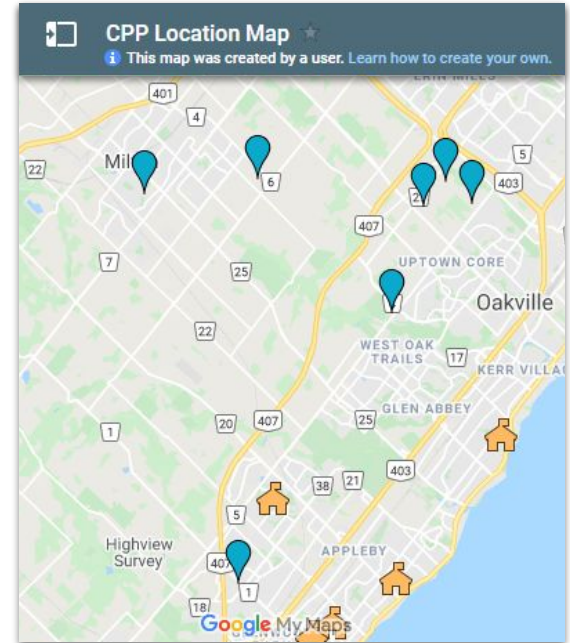 CPP Location Map
This map was created by a user. Learn how to create your own.
ERIN MILLS
401
4
5
22
Mil
6
403
407
7
25
UPTOWN CORE
Oakville
22
WEST OAK
TRAILS
17
KERR VILLA
GLEN ABBEY
1
20
407
25
403
38
21
5
Highview
Survey
407
APPLEBY
1
18
Google My Maps